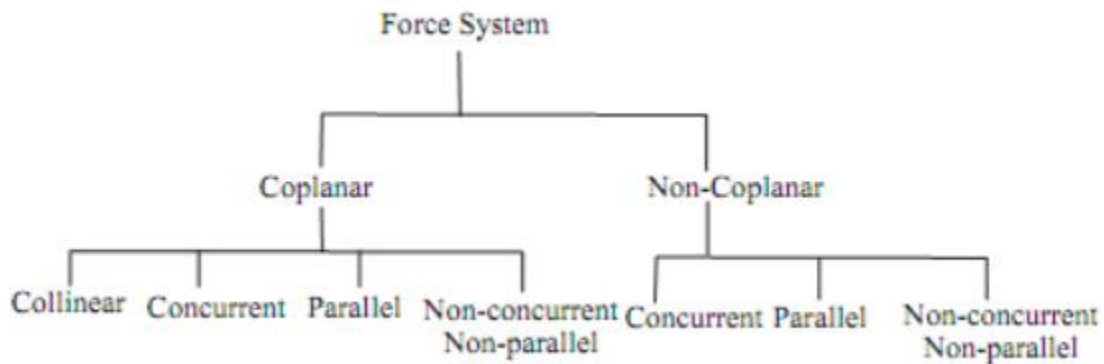 Force System
Coplanar
Non-Coplanar
Collinear
Concurrent
Parallel
Non-concurrent
Non-parallel
Concurrent
Parallel
Non-concurrent
Non-parallel